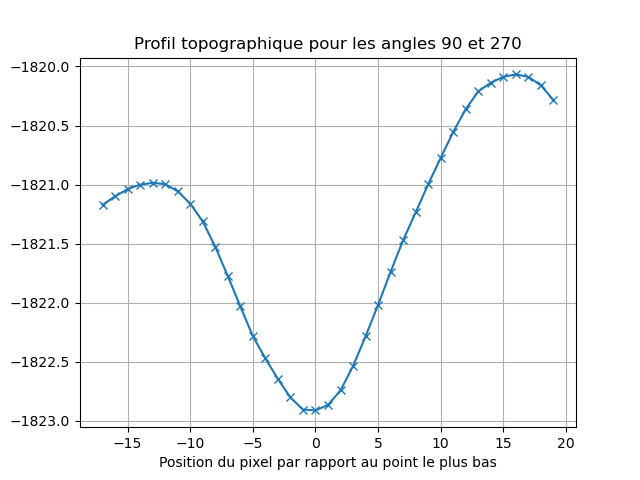 Profil topographique pour les angles 90 et 270
−1820.0
−1820.5
−1821.0
−1821.5
−1822.0
−1822.5
−1823.0
−15 −10 −5 0 5 10 15 20
Position du pixel par rapport au point le plus bas